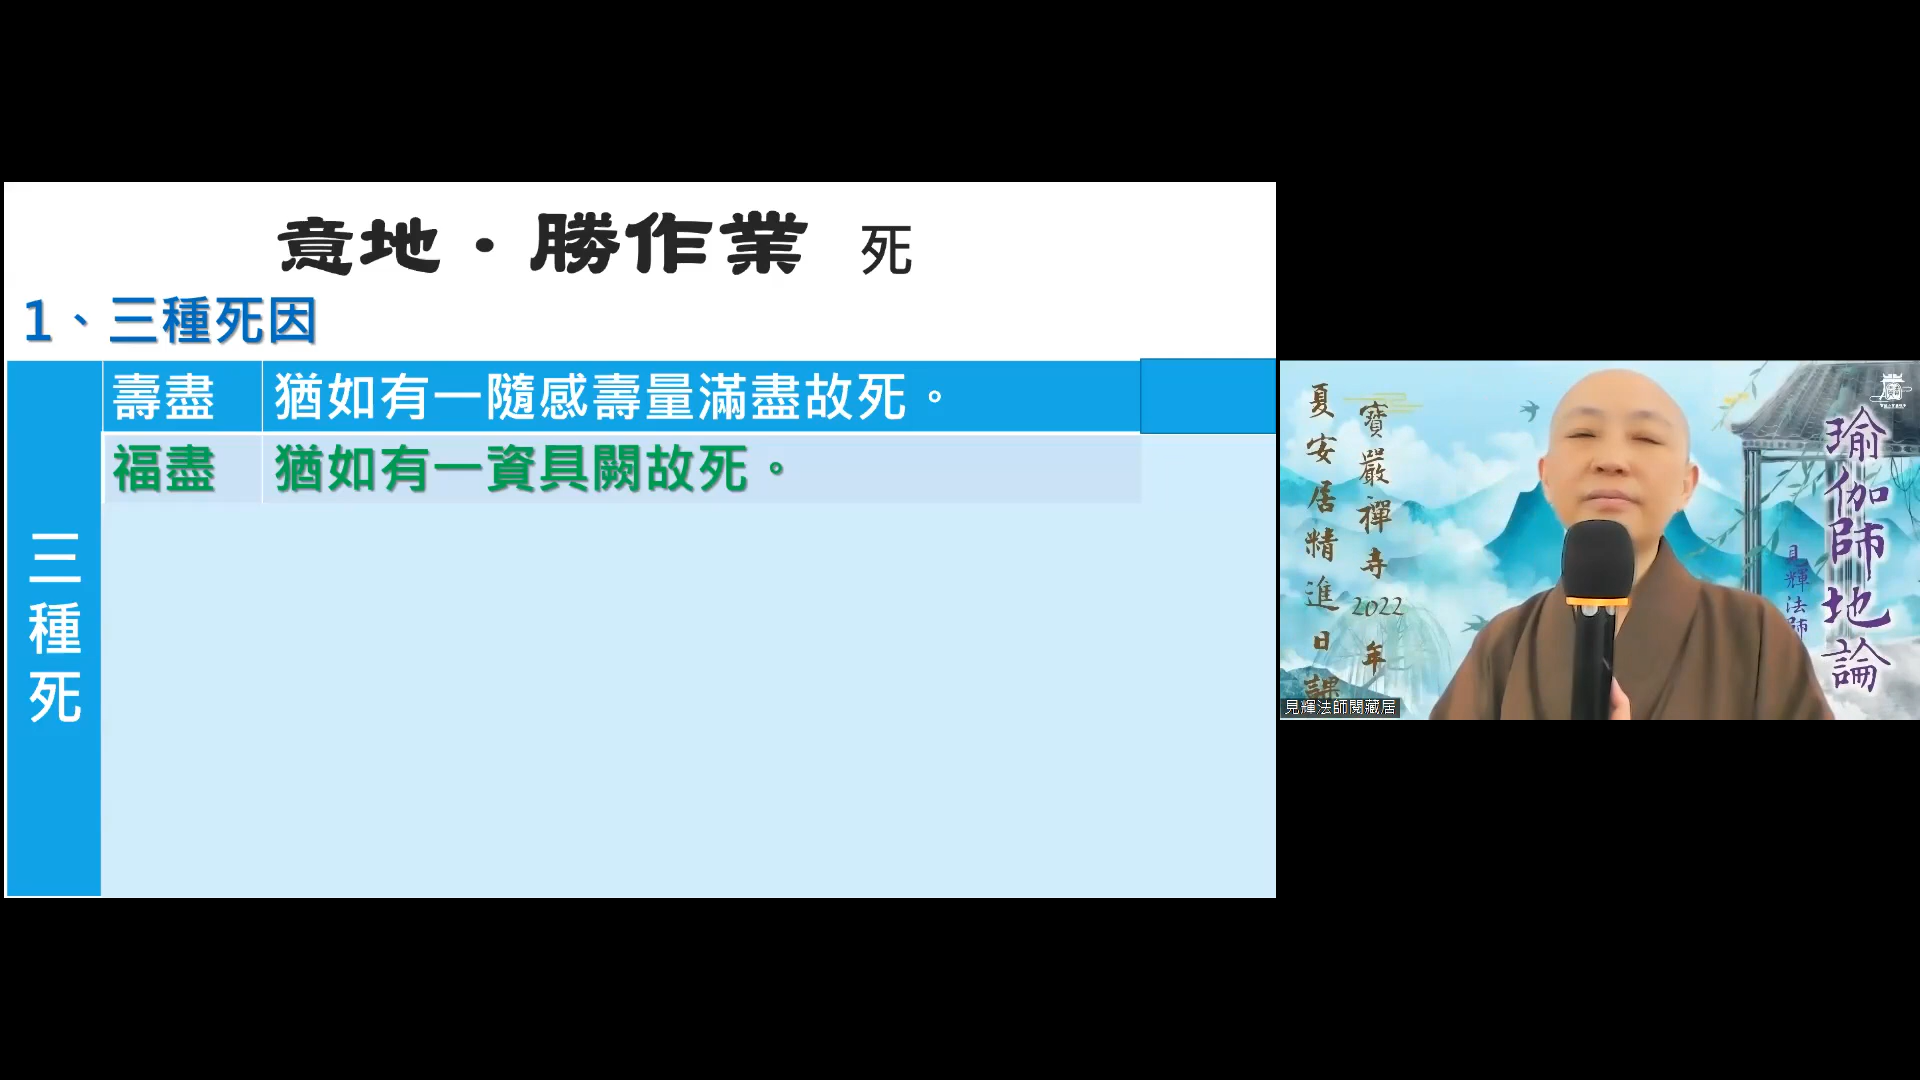 意地・勝作業 死
1、三種死因
三種死
壽盡 猶如有一隨感壽量滿盡故死。
福盡 猶如有一資具闕故死。
寶嚴禪寺2022年
夏安居精進日課
瑜伽師地論
見輝法師
見輝法師閱藏居